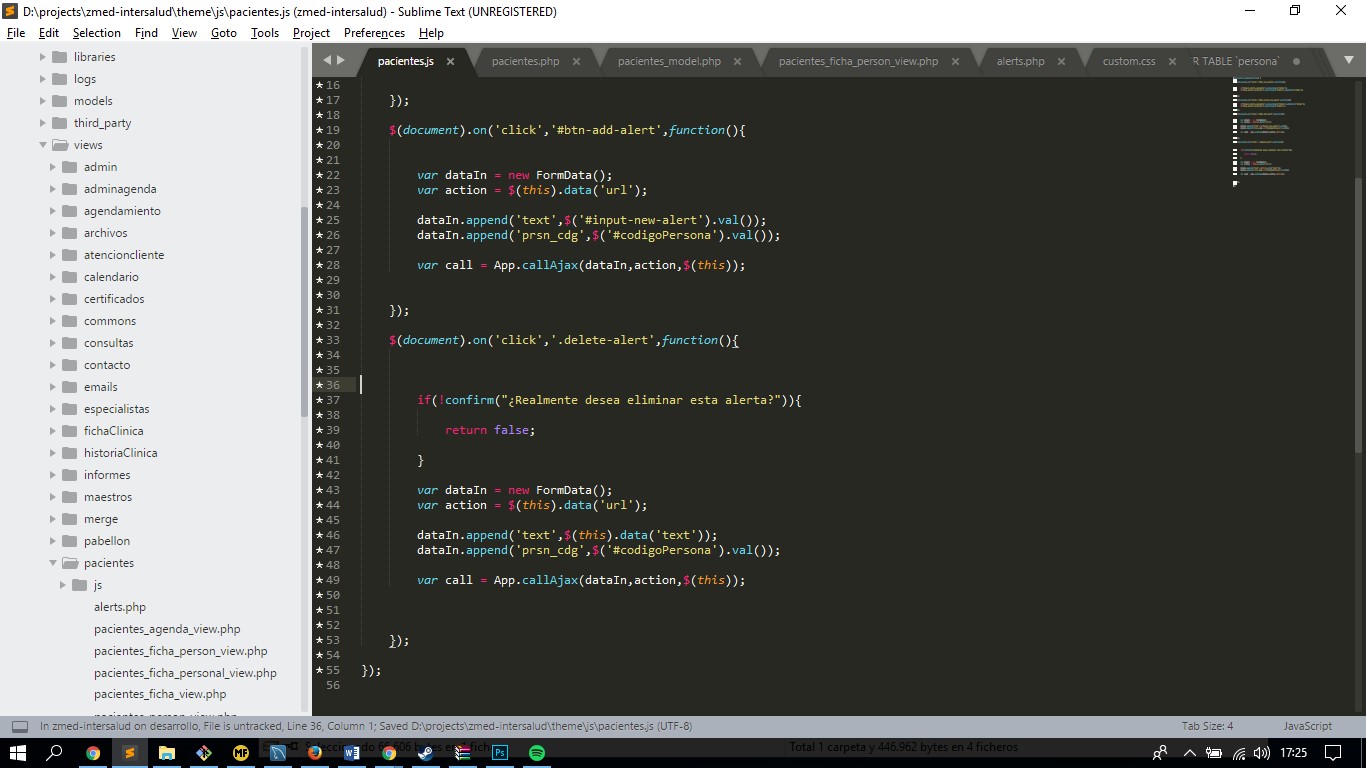 D:\projects\zmed-intersalud\theme\js\pacientes.js (zmed-intersalud) - Sublime Text (UNREGISTERED)
File Edit Selection Find View Goto Tools Project Preferences Help
libraries
logs
models
third_party
views
admin
adminagenda
agendamiento
archivos
atencioncliente
calendario
certificados
commons
consultas
contacto
emails
especialistas
fichaClinica
historiaClinica
informes
maestros
merge
pabellon
pacientes
js
alerts.php
pacientes_agenda_view.php
pacientes_ficha_person_view.php
pacientes_ficha_personal_view.php
pacientes_ficha_view.php
pacientes.js pacientes.php pacientes_model.php pacientes_ficha_person_view.php alerts.php custom.css R TABLE `persona`
16
17 });
18
19 $(document).on('click','#btn-add-alert',function(){
20
21
22 var dataIn = new FormData();
23 var action = $(this).data('url');
24
25 dataIn.append('text',$('#input-new-alert').val());
26 dataIn.append('prsn_cdg',$('#codigoPersona').val());
27
28 var call = App.callAjax(dataIn,action,$(this));
29
30
31 });
32
33 $(document).on('click','.delete-alert',function(){
34
35
36
37 if(!confirm("¿Realmente desea eliminar esta alerta?")){
38
39 return false;
40
41 }
42
43 var dataIn = new FormData();
44 var action = $(this).data('url');
45
46 dataIn.append('text',$(this).data('text'));
47 dataIn.append('prsn_cdg',$('#codigoPersona').val());
48
49 var call = App.callAjax(dataIn,action,$(this));
50
51
52
53 });
54
55 });
56
In zmed-intersalud on desarrollo, File is untracked, Line 36, Column 1; Saved D:\projects\zmed-intersalud\theme\js\pacientes.js (UTF-8) Tab Size: 4 JavaScript
Total 1 carpeta y 446.962 bytes en 4 ficheros
17:25